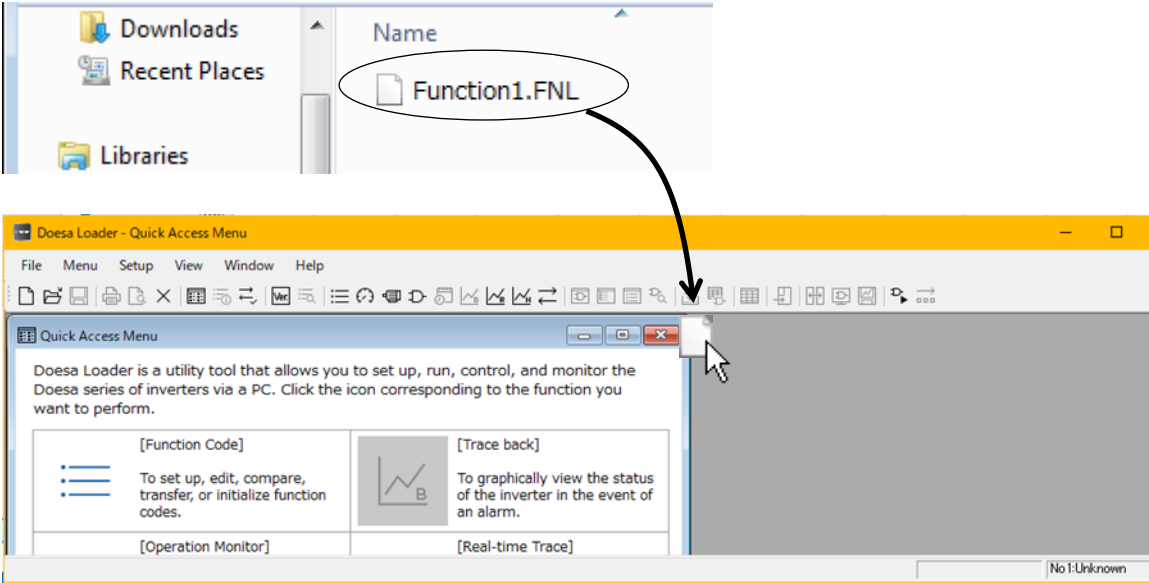 Downloads
Name
Recent Places
Function1.FNL
Libraries
Doesa Loader - Quick Access Menu
File Menu Setup View Window Help
Ver.
Quick Access Menu
Doesa Loader is a utility tool that allows you to set up, run, control, and monitor the
Doesa series of inverters via a PC. Click the icon corresponding to the function you
want to perform.
[Function Code]
To set up, edit, compare,
transfer, or initialize function
codes.
[Trace back]
B
To graphically view the status
of the inverter in the event of
an alarm.
[Operation Monitor]
[Real-time Trace]
No1:Unknown